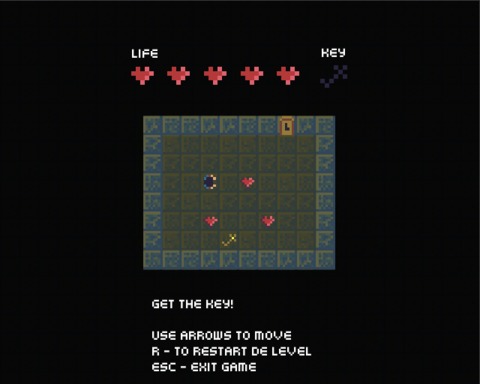 LIFE KEY
GET THE KEY!
USE ARROWS TO MOVE
R - TO RESTART DE LEVEL
ESC - EXIT GAME